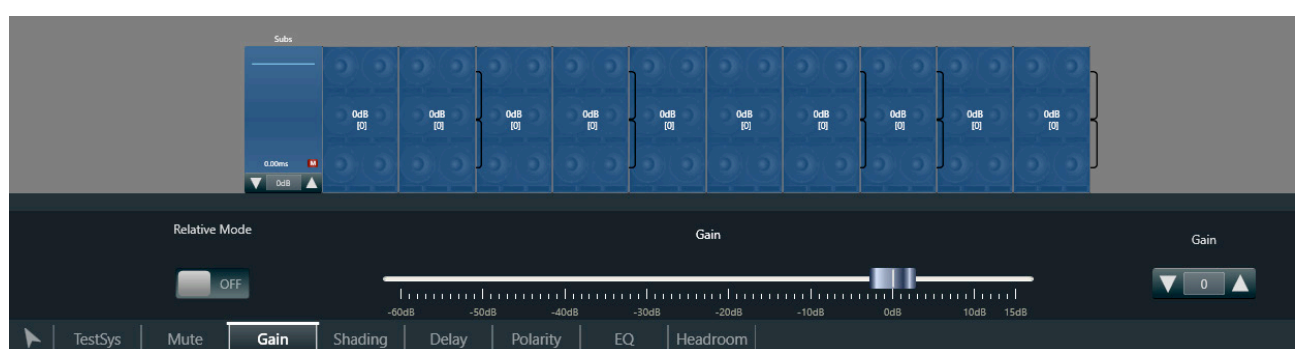 Subs
0dB 0dB 0dB 0dB 0dB 0dB 0dB 0dB 0dB 0dB
[0] [0] [0] [0] [0] [0] [0] [0] [0] [0]
0.00ms M
0dB
Relative Mode
Gain
Gain
OFF
0
-60dB -50dB -40dB -30dB -20dB -10dB 0dB 10dB 15dB
TestSys Mute Gain Shading Delay Polarity EQ Headroom